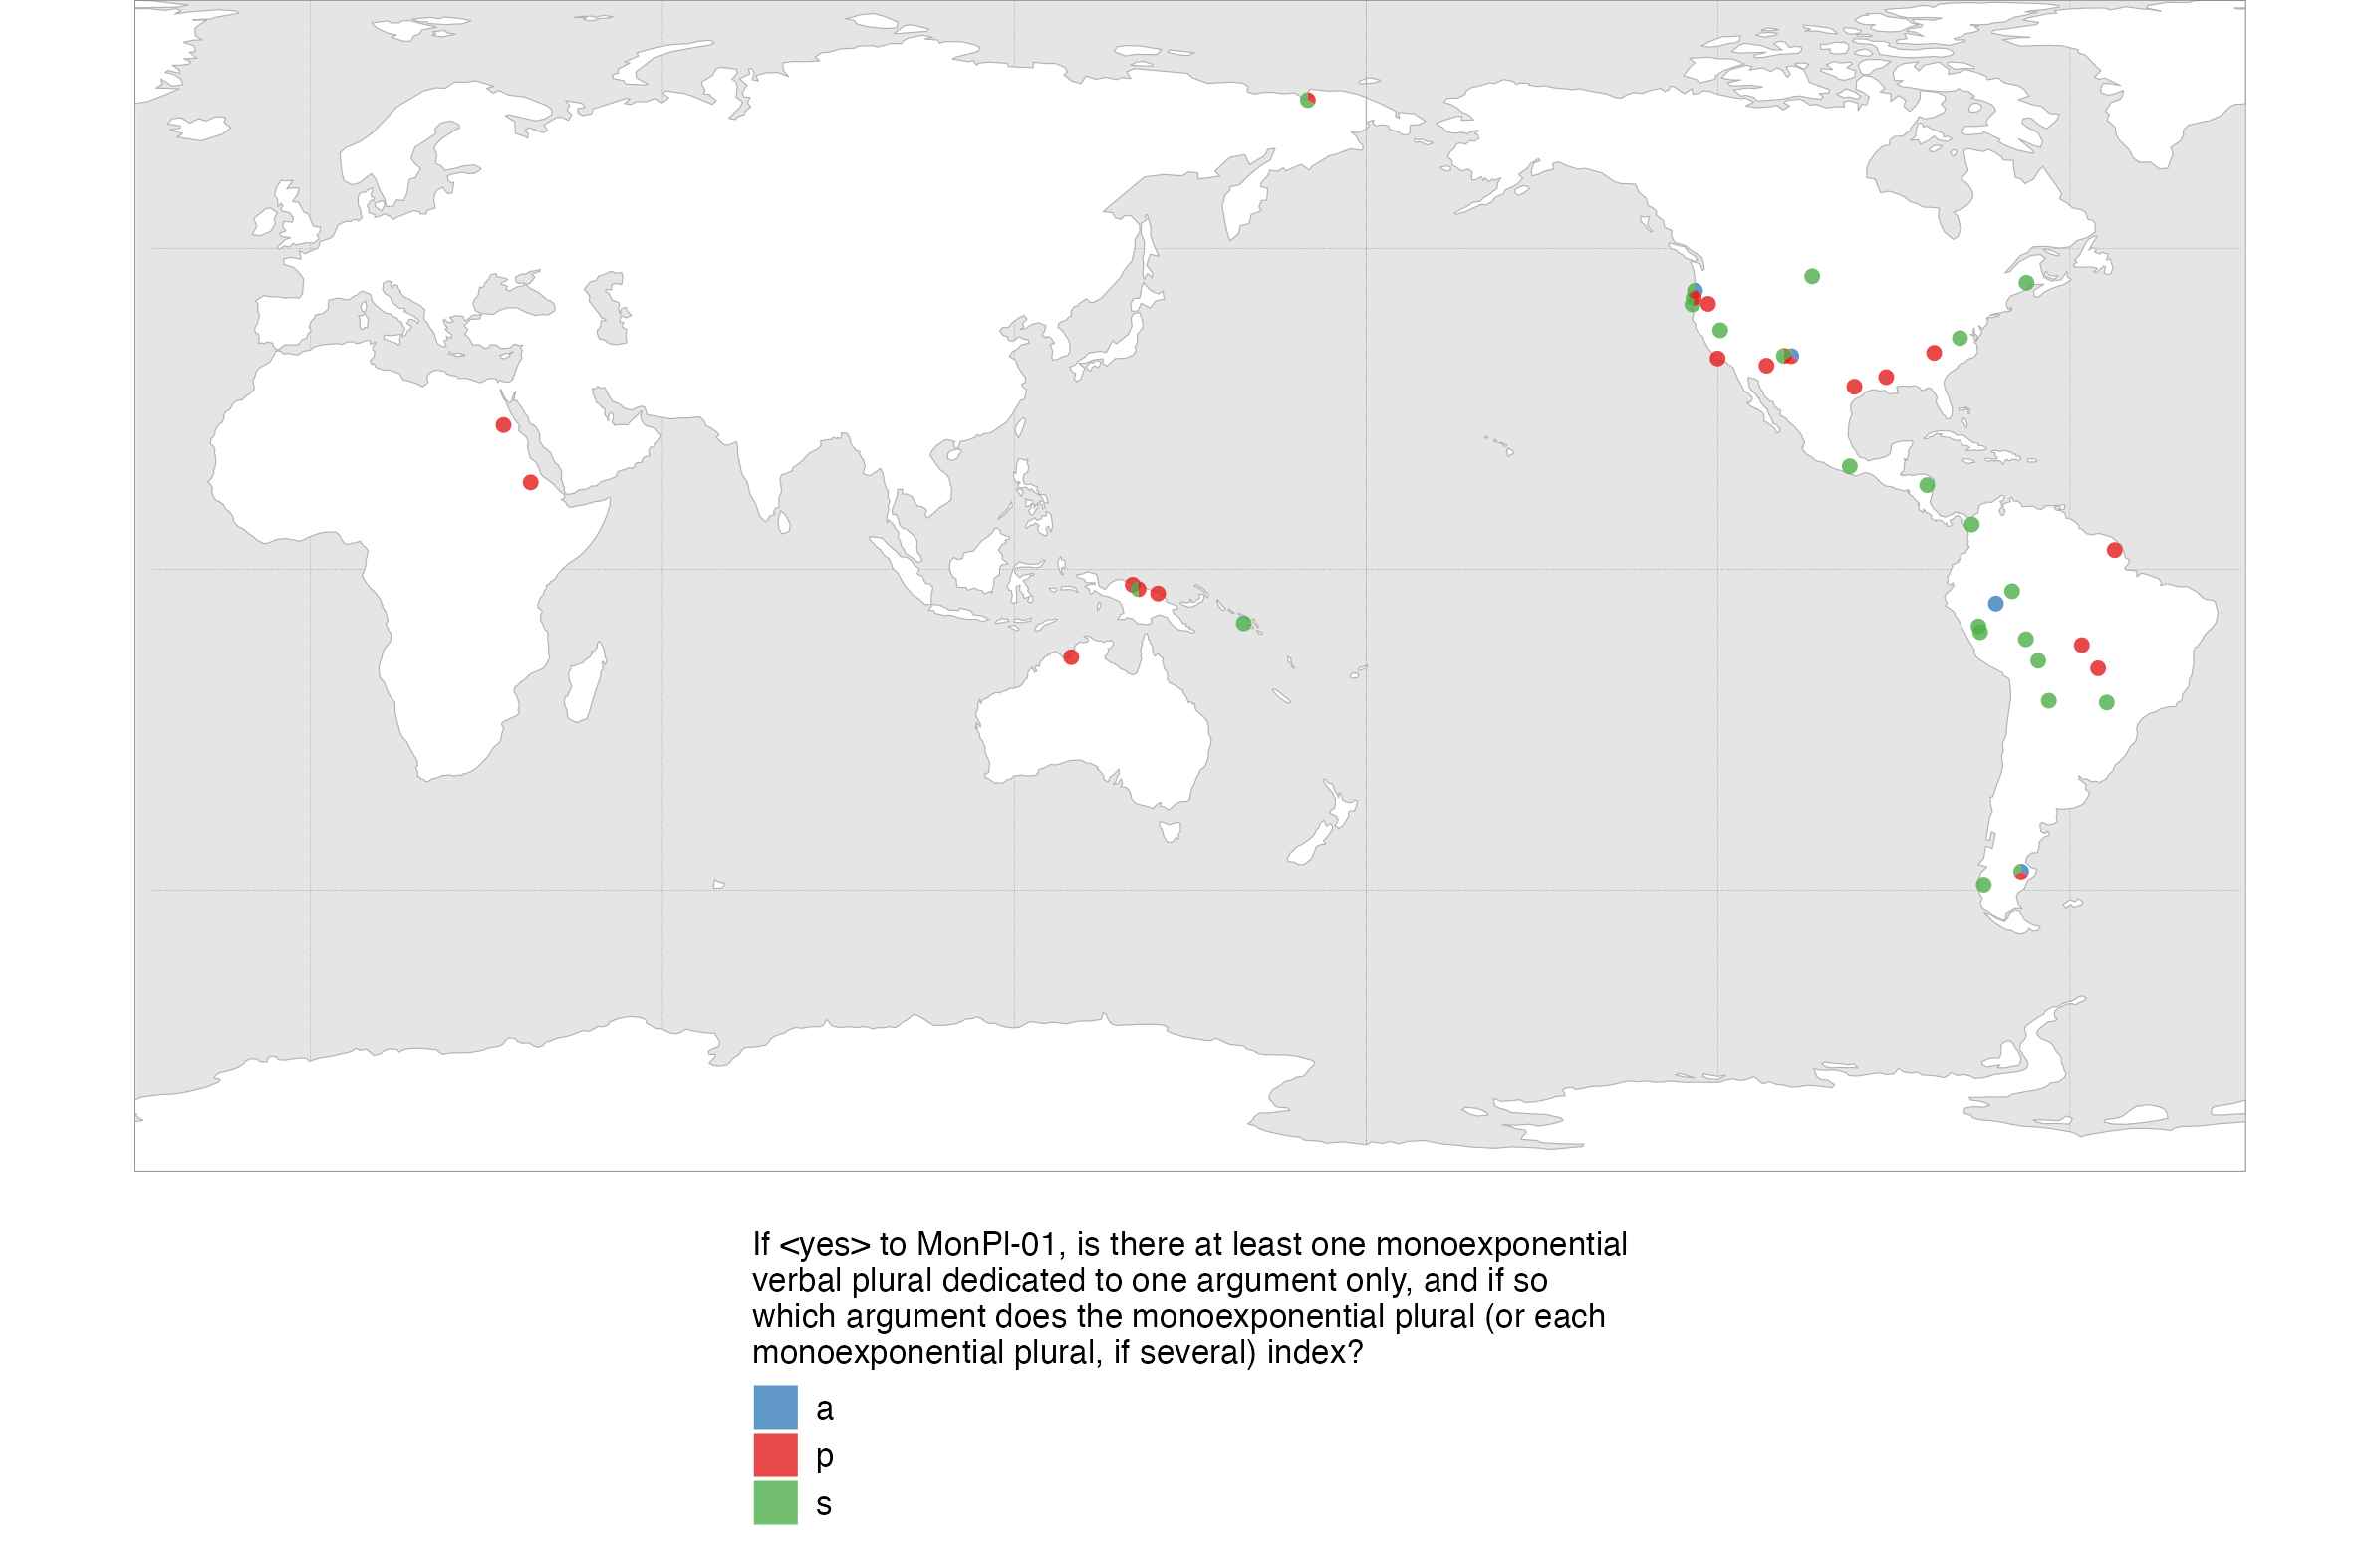 If <yes> to MonPl-01, is there at least one monoexponential
verbal plural dedicated to one argument only, and if so
which argument does the monoexponential plural (or each
monoexponential plural, if several) index?
a
p
s